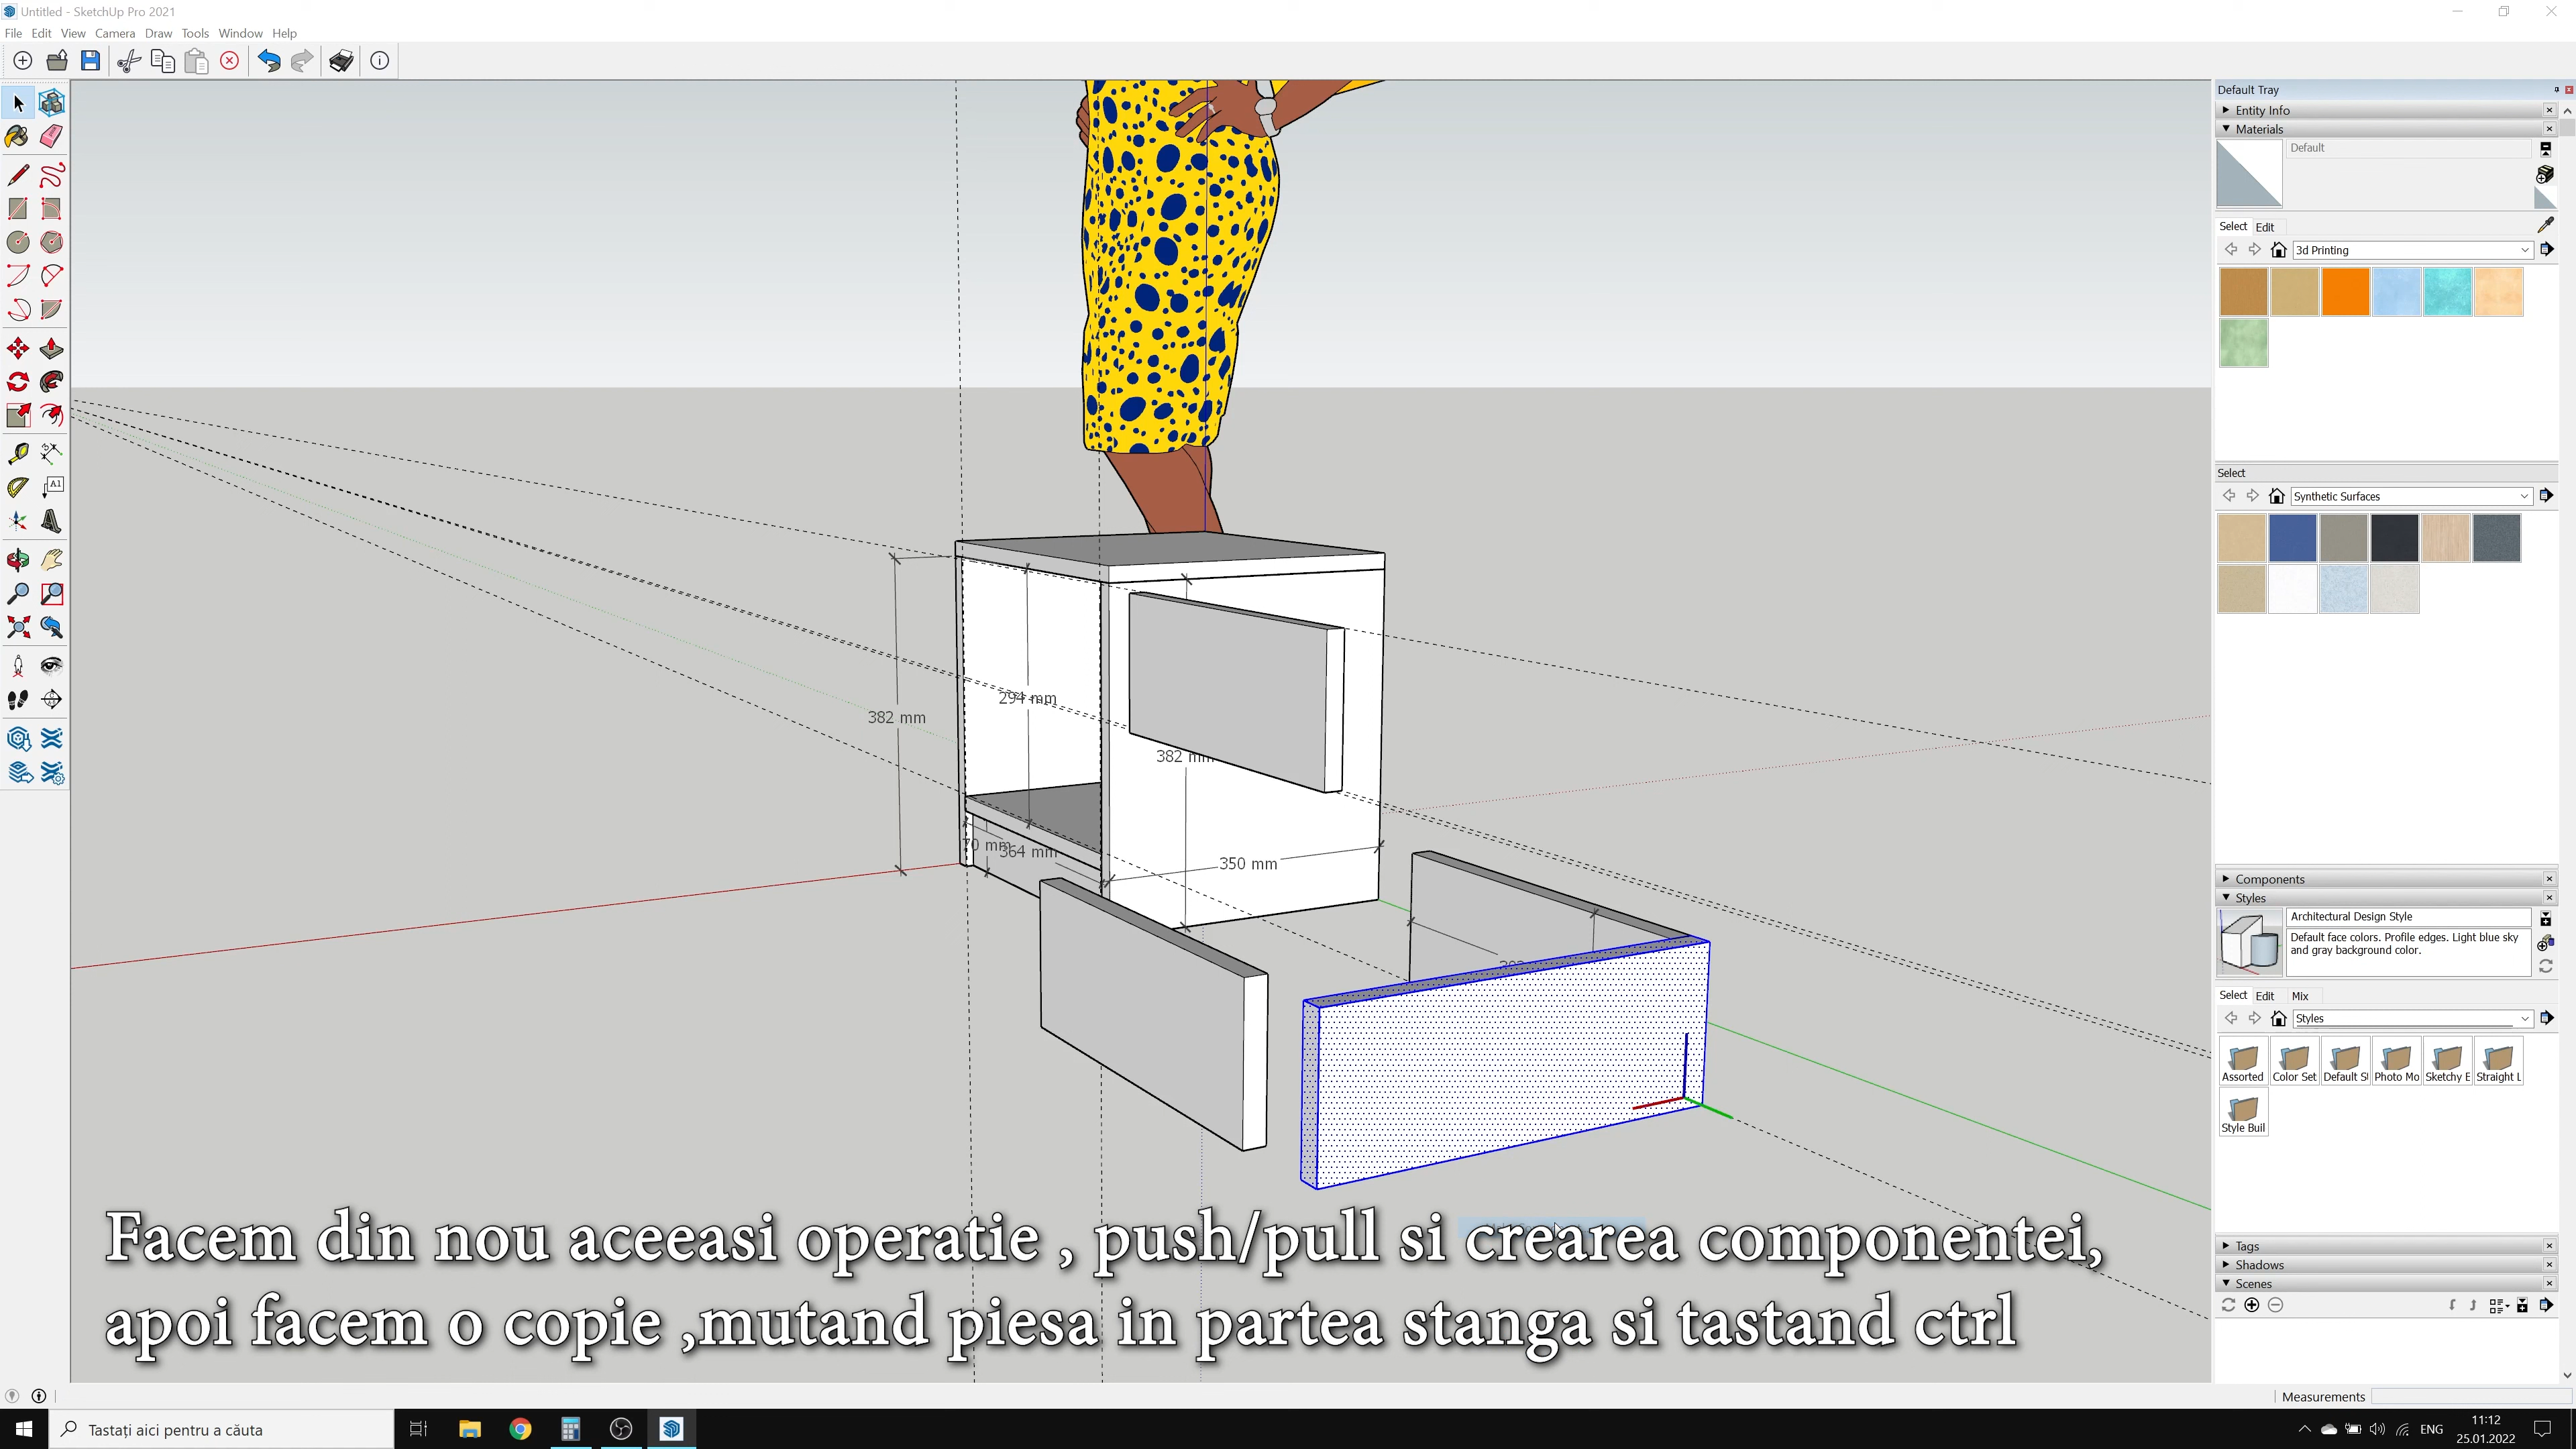 Untitled - SketchUp Pro 2021
File Edit View Camera Draw Tools Window Help
Default Tray
Entity Info
Materials
Default
Select Edit
3d Printing
Select
Synthetic Surfaces
Components
Styles
Architectural Design Style
Default face colors. Profile edges. Light blue sky
and gray background color.
Select Edit Mix
Styles
Assorted Color Set Default St Photo Mo Sketchy E Straight L
Style Buil
Tags
Shadows
Scenes
A1
382 mm
294 mm
382 mm
70 mm
364 mm
350 mm
Facem din nou aceeasi operatie , push/pull si crearea componentei,
apoi facem o copie ,mutand piesa in partea stanga si tastand ctrl
Measurements
Tastați aici pentru a căuta
ENG
11:12
25.01.2022